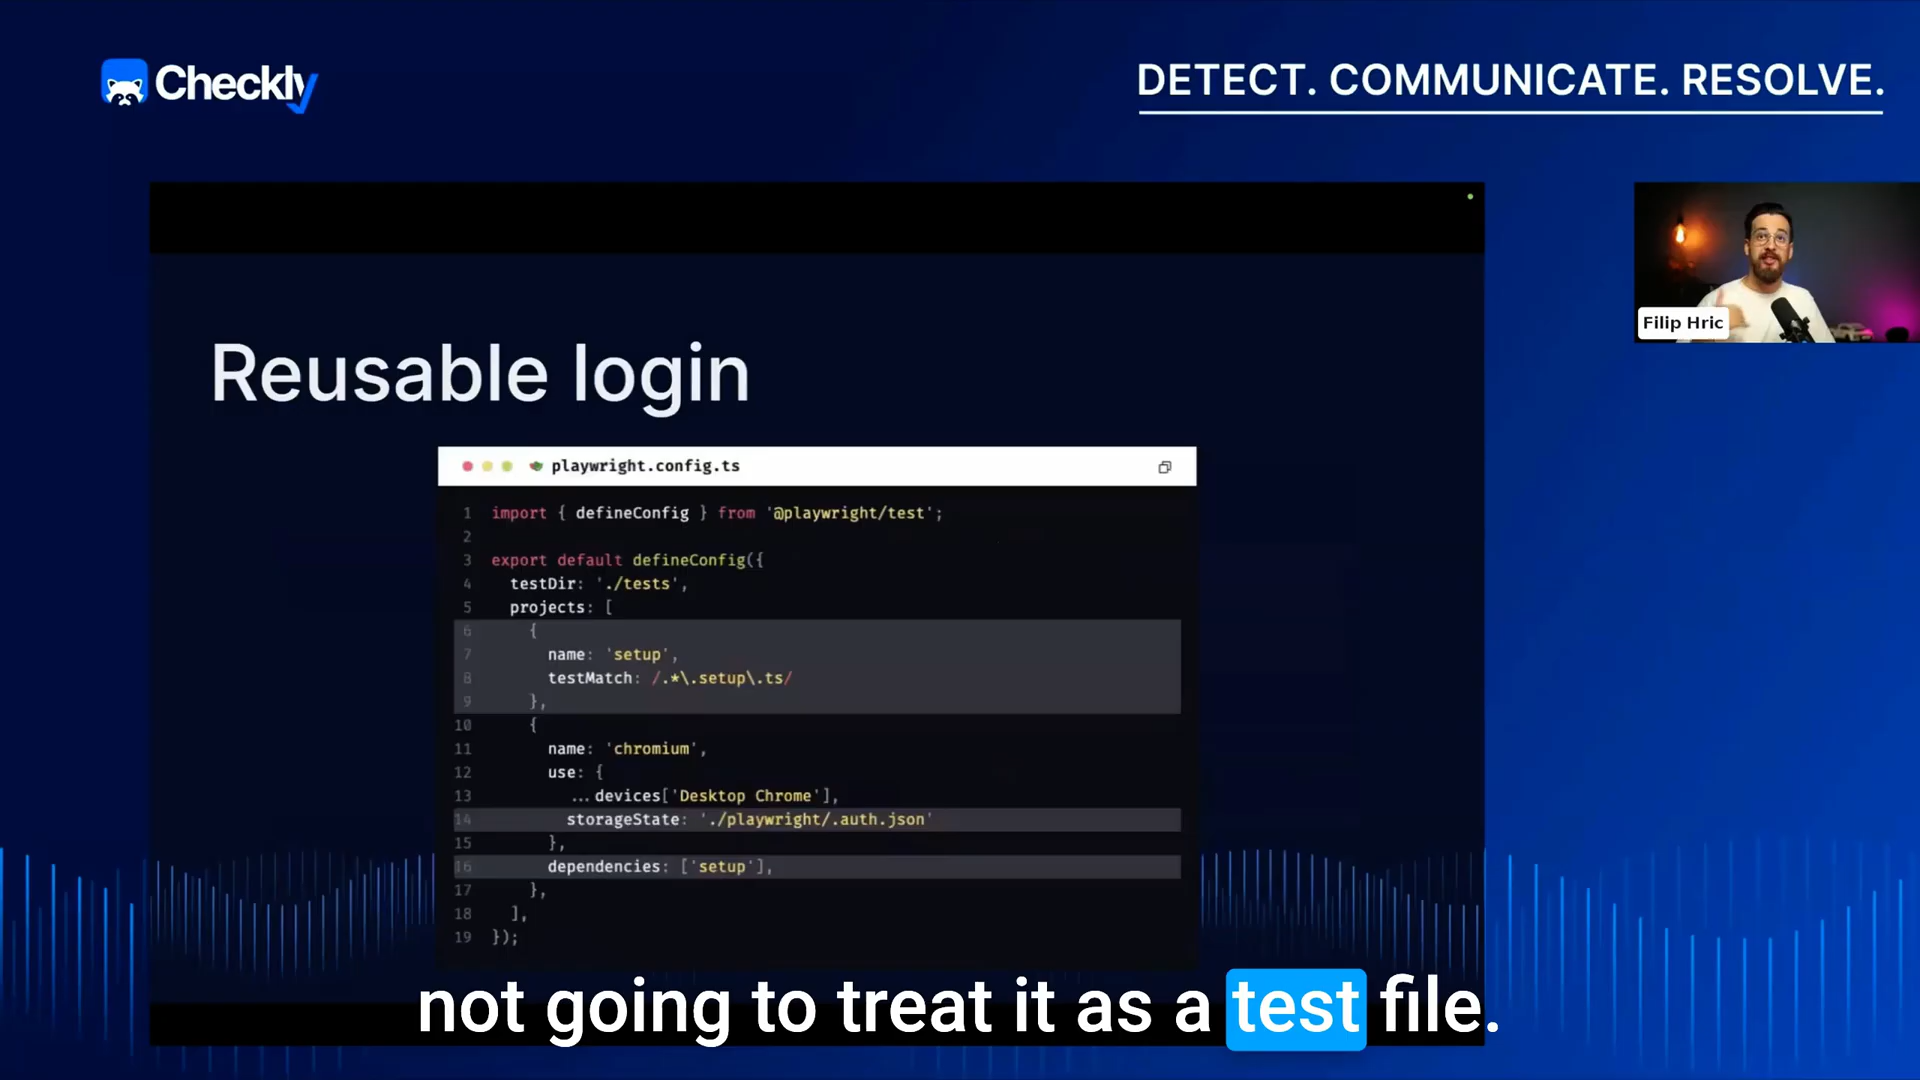 Checkly
DETECT. COMMUNICATE. RESOLVE.
Filip Hric
Reusable login
playwright.config.ts
1 import { defineConfig } from '@playwright/test';
2
3 export default defineConfig({
4 testDir: './tests',
5 projects: [
6 {
7 name: 'setup',
8 testMatch: /.*\.setup\.ts/
9 },
10 {
11 name: 'chromium',
12 use: {
13 ...devices['Desktop Chrome'],
14 storageState: './playwright/.auth.json'
15 },
16 dependencies: ['setup'],
17 },
18 ],
19 });
not going to treat it as a test file.